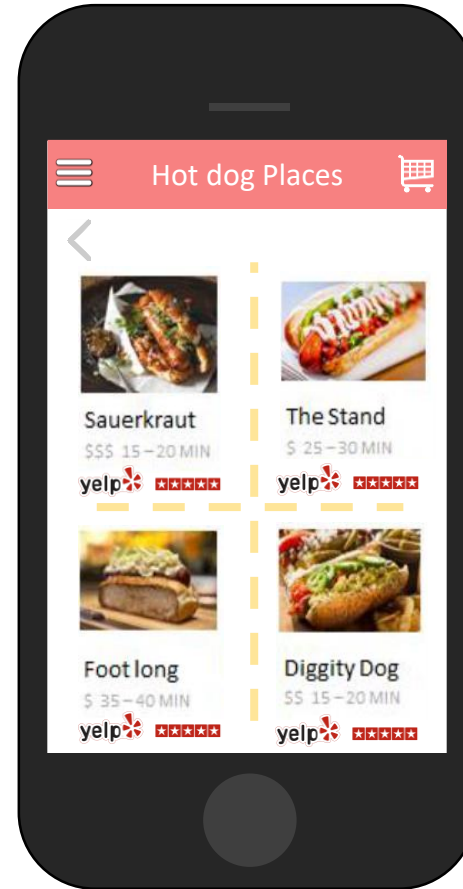 Hot dog Places
Sauerkraut
$$$ 15–20 MIN
yelp
The Stand
$ 25–30 MIN
yelp
Foot long
$ 35–40 MIN
yelp
Diggity Dog
$$ 15–20 MIN
yelp